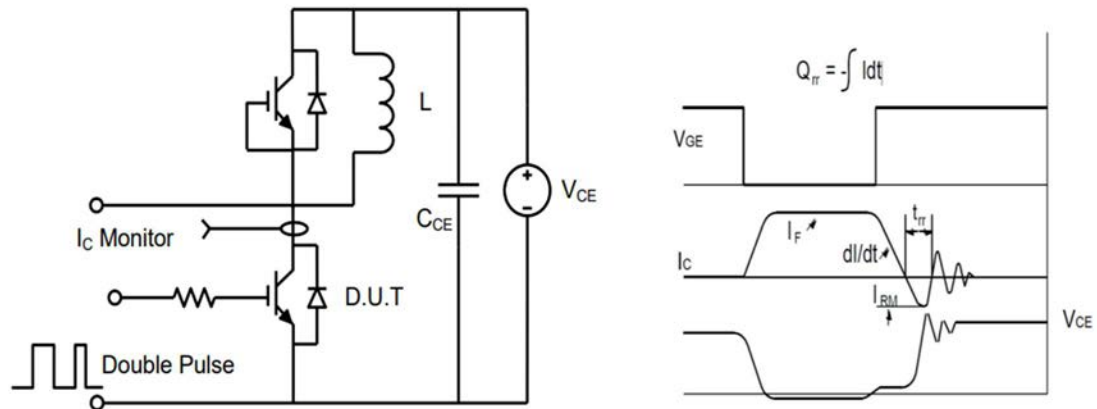 L
V_CE
C_CE
I_C Monitor
D.U.T
Double Pulse
+
-
Q_rr = -∫ Idt
V_GE
I_F
dI/dt
t_rr
I_C
I_RM
V_CE